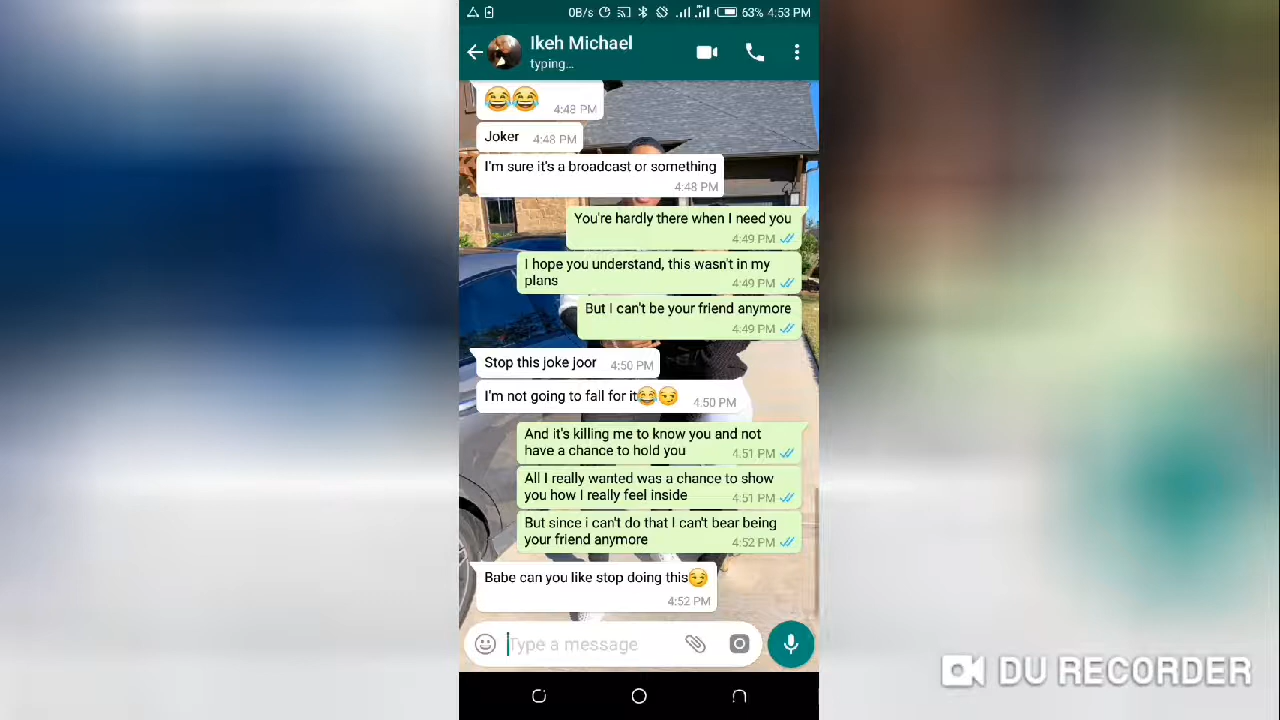 0B/s 63% 4:53 PM
Ikeh Michael
typing...
😂😂 4:48 PM
Joker 4:48 PM
I'm sure it's a broadcast or something
4:48 PM
You're hardly there when I need you
4:49 PM
I hope you understand, this wasn't in my
plans 4:49 PM
But I can't be your friend anymore
4:49 PM
Stop this joke joor 4:50 PM
I'm not going to fall for it😂😏 4:50 PM
And it's killing me to know you and not
have a chance to hold you 4:51 PM
All I really wanted was a chance to show
you how I really feel inside 4:51 PM
But since i can't do that I can't bear being
your friend anymore 4:52 PM
Babe can you like stop doing this😏
4:52 PM
Type a message
DU RECORDER